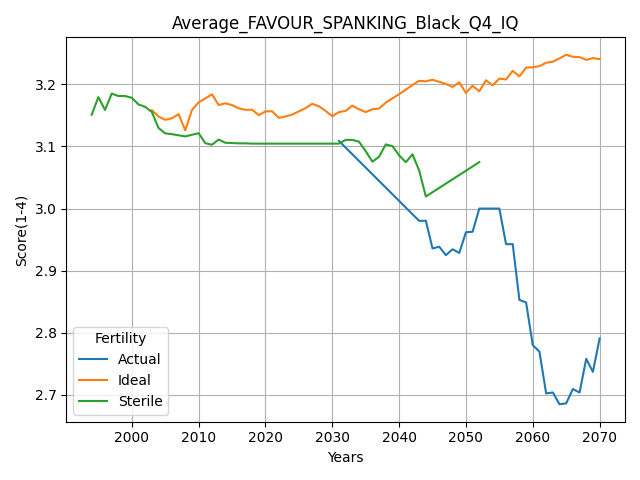 Average_FAVOUR_SPANKING_Black_Q4_IQ
Score(1-4)
3.2
3.1
3.0
2.9
2.8
2.7
Fertility
Actual
Ideal
Sterile
2000 2010 2020 2030 2040 2050 2060 2070
Years